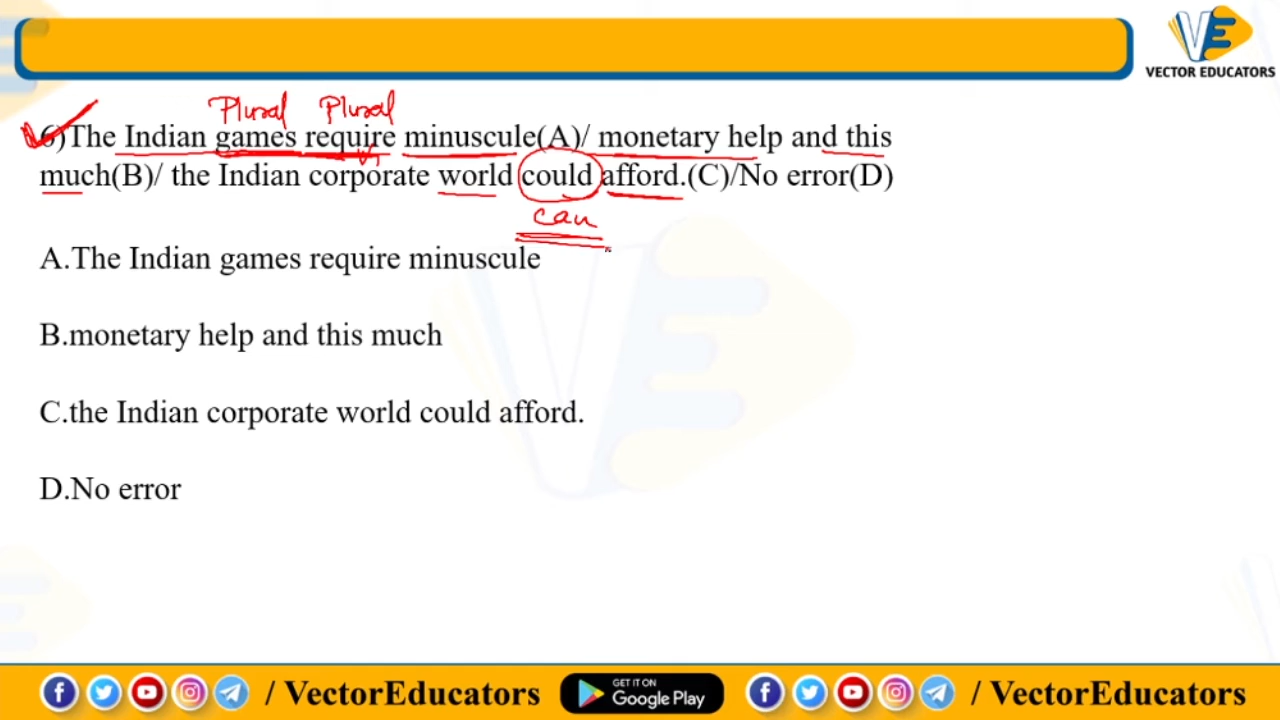 VECTOR EDUCATORS
Plural Plural
6)The Indian games require minuscule(A)/ monetary help and this
much(B)/ the Indian corporate world could afford.(C)/No error(D)
can
A.The Indian games require minuscule
B.monetary help and this much
C.the Indian corporate world could afford.
D.No error
/ VectorEducators GET IT ON Google Play / VectorEducators